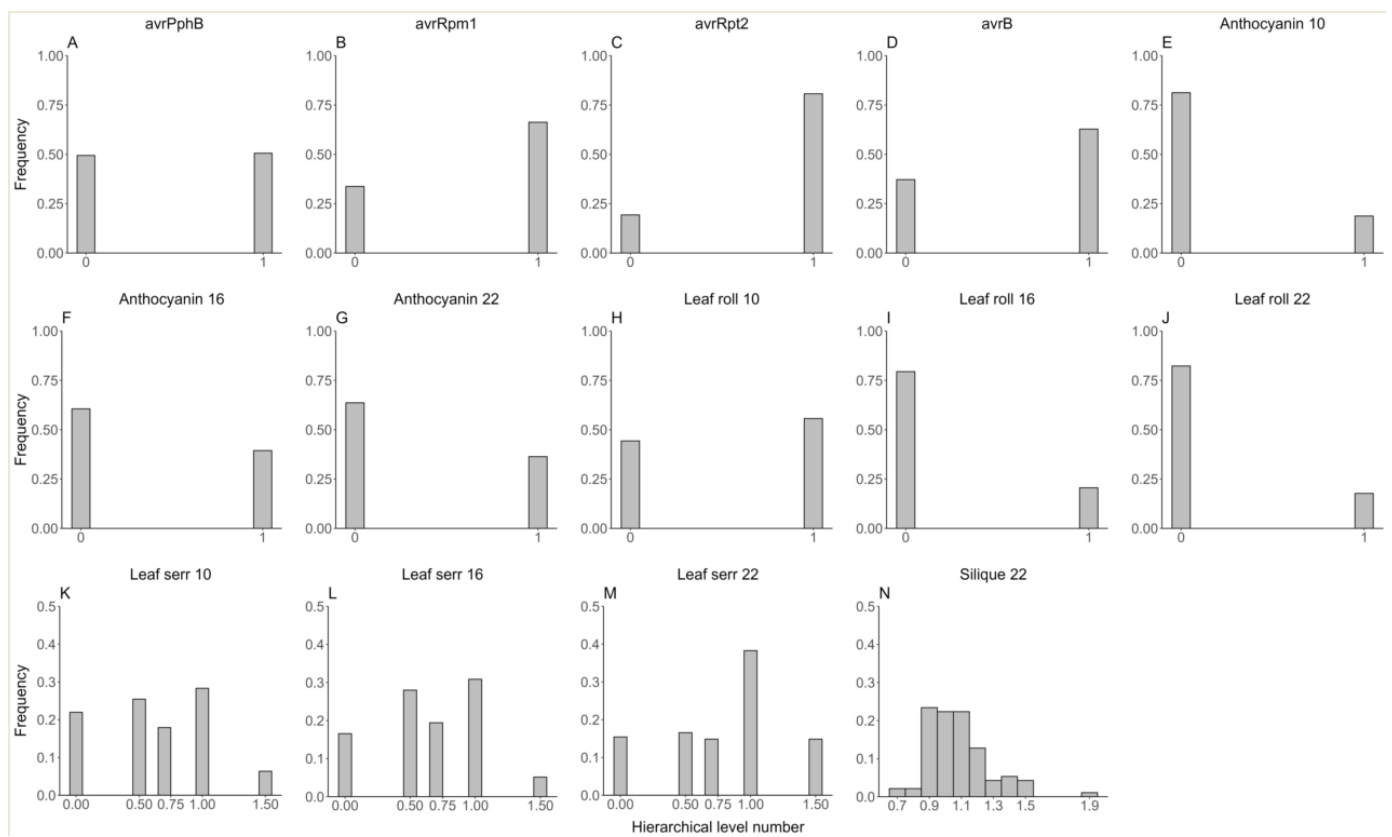 avrPphB avrRpm1 avrRpt2 avrB Anthocyanin 10
A B C D E
1.00 1.00 1.00 1.00 1.00
0.75 0.75 0.75 0.75 0.75
Frequency
0.50 0.50 0.50 0.50 0.50
0.25 0.25 0.25 0.25 0.25
0.00 0.00 0.00 0.00 0.00
0 1 0 1 0 1 0 1 0 1
Anthocyanin 16 Anthocyanin 22 Leaf roll 10 Leaf roll 16 Leaf roll 22
F G H I J
1.00 1.00 1.00 1.00 1.00
0.75 0.75 0.75 0.75 0.75
Frequency
0.50 0.50 0.50 0.50 0.50
0.25 0.25 0.25 0.25 0.25
0.00 0.00 0.00 0.00 0.00
0 1 0 1 0 1 0 1 0 1
Leaf serr 10 Leaf serr 16 Leaf serr 22 Silique 22
K L M N
0.5 0.5 0.5 0.5
0.4 0.4 0.4 0.4
Frequency
0.3 0.3 0.3 0.3
0.2 0.2 0.2 0.2
0.1 0.1 0.1 0.1
0.0 0.0 0.0 0.0
0.00 0.50 0.75 1.00 1.50 0.00 0.50 0.75 1.00 1.50 0.00 0.50 0.75 1.00 1.50 0.7 0.9 1.1 1.3 1.5 1.9
Hierarchical level number